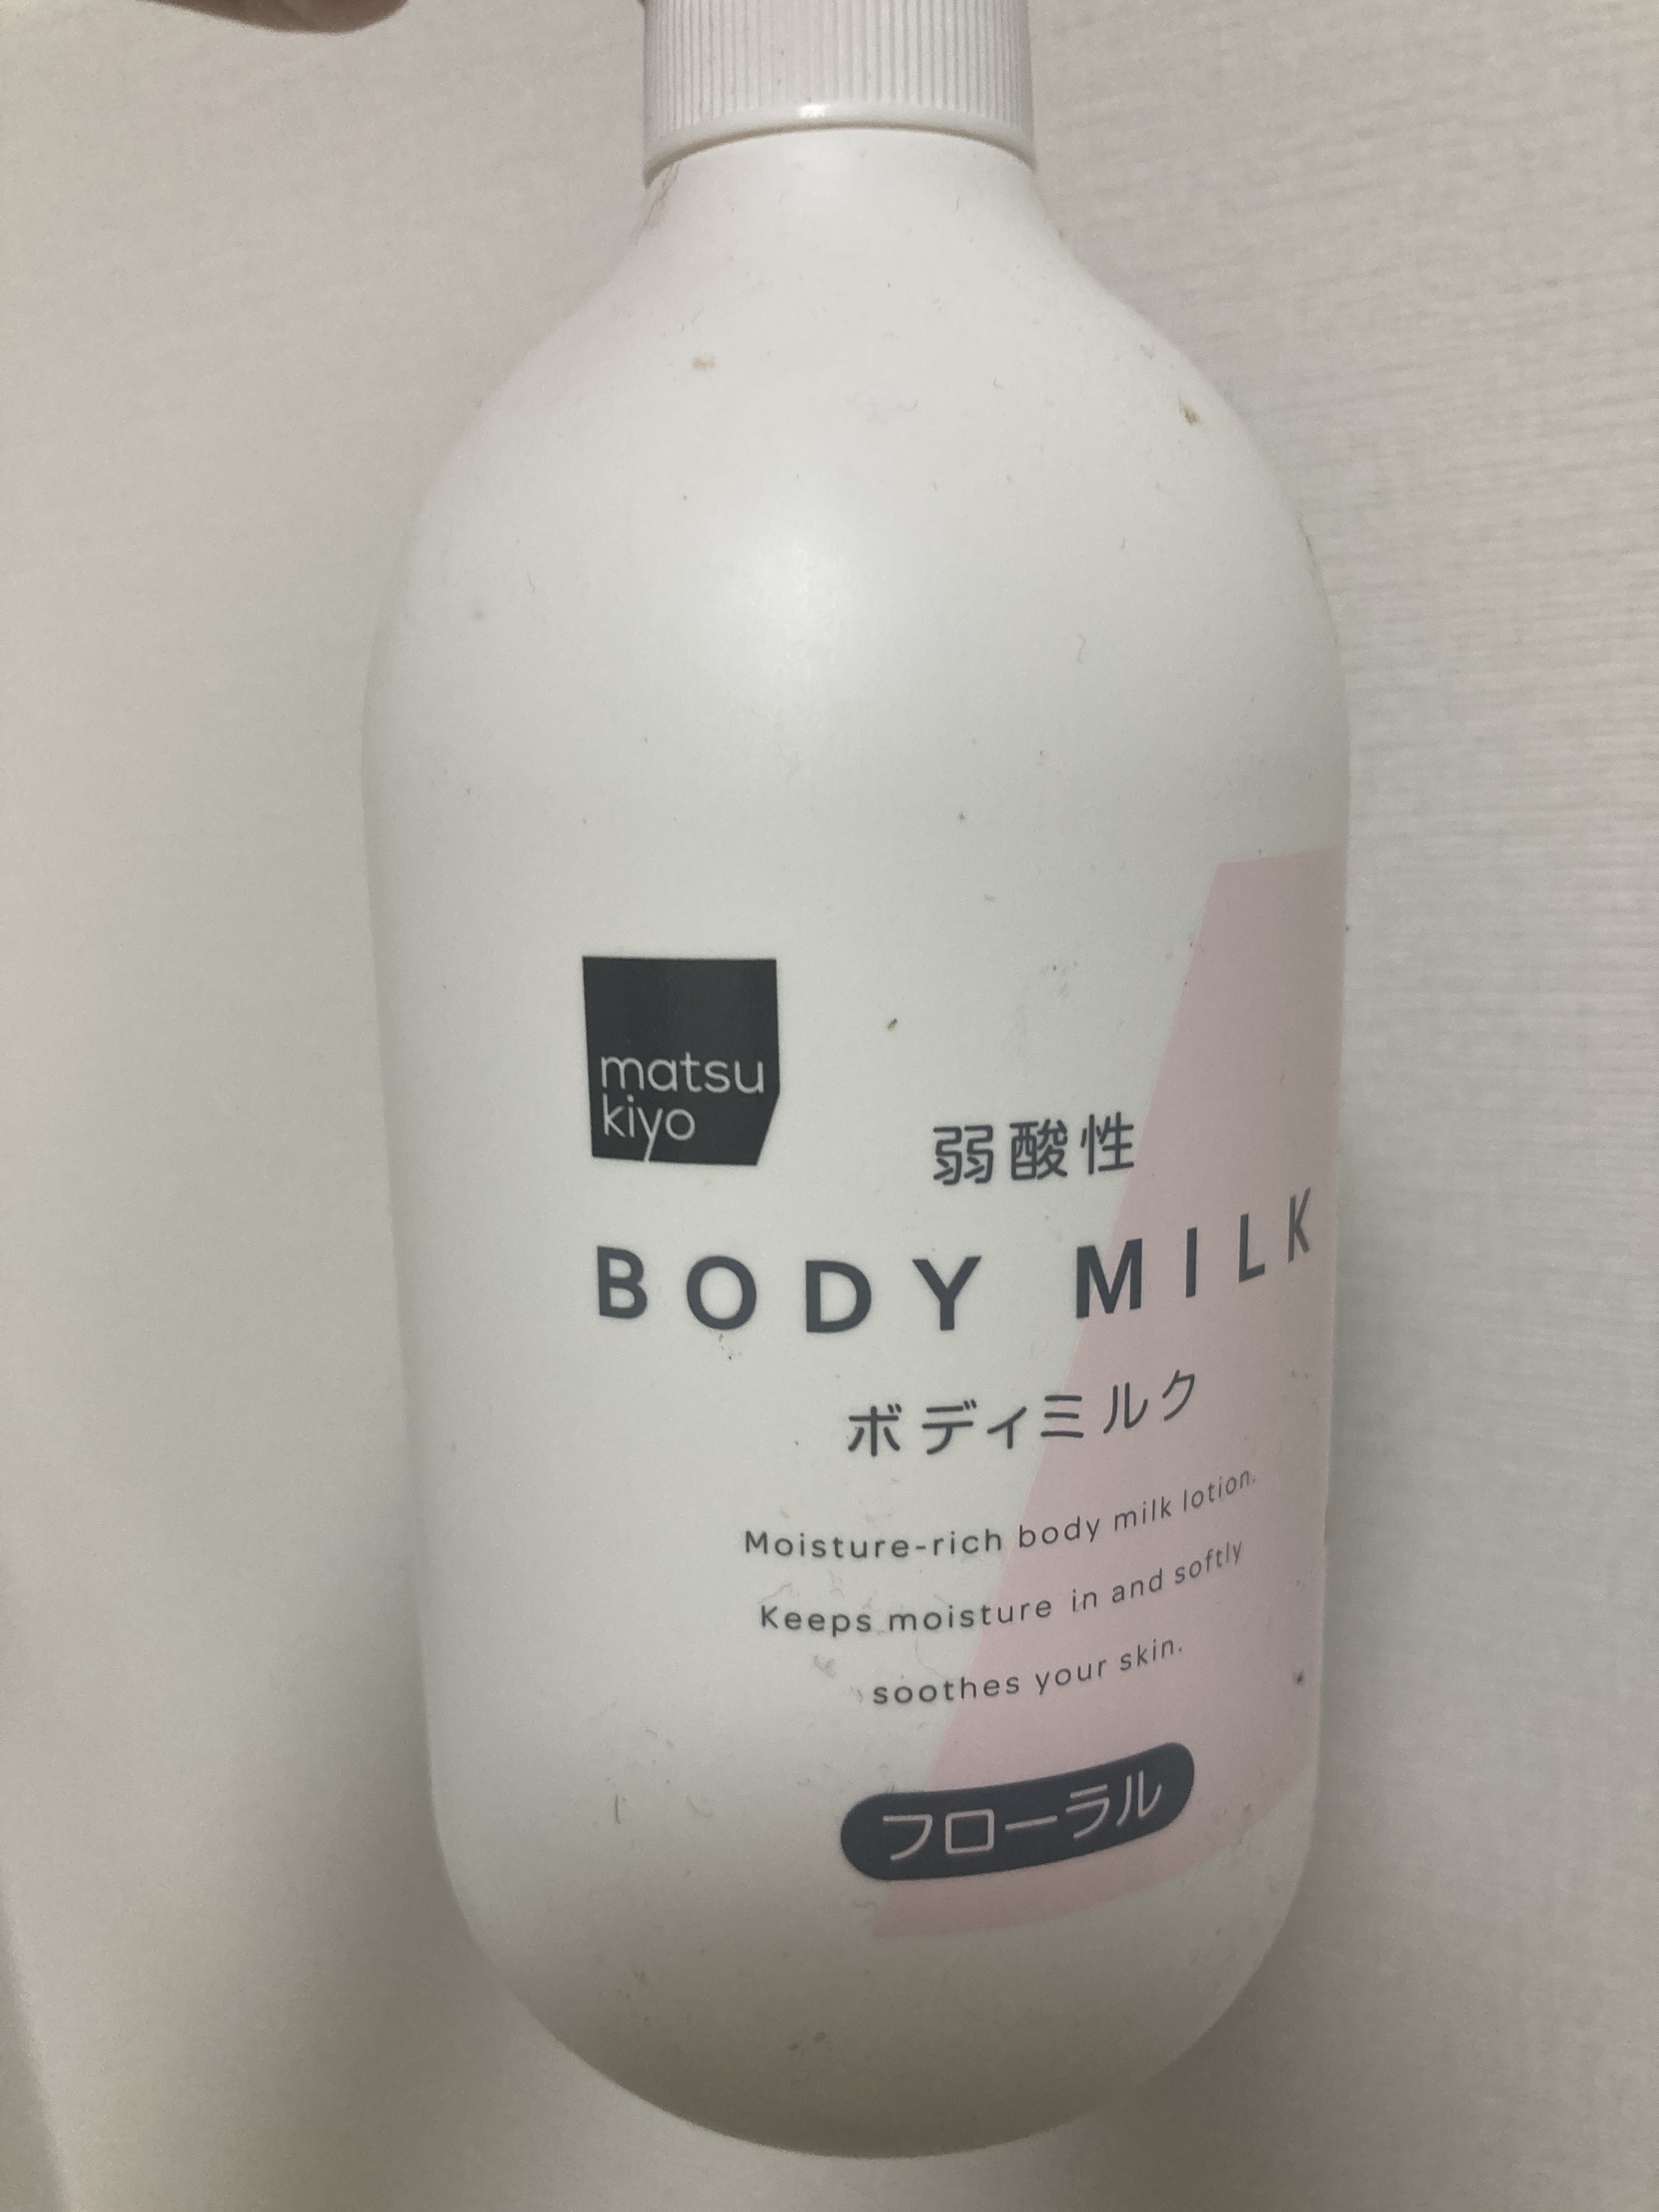 matsu
kiyo
弱酸性
BODY MILK
ボディミルク
Moisture-rich body milk lotion.
Keeps moisture in and softly
soothes your skin.
フローラル